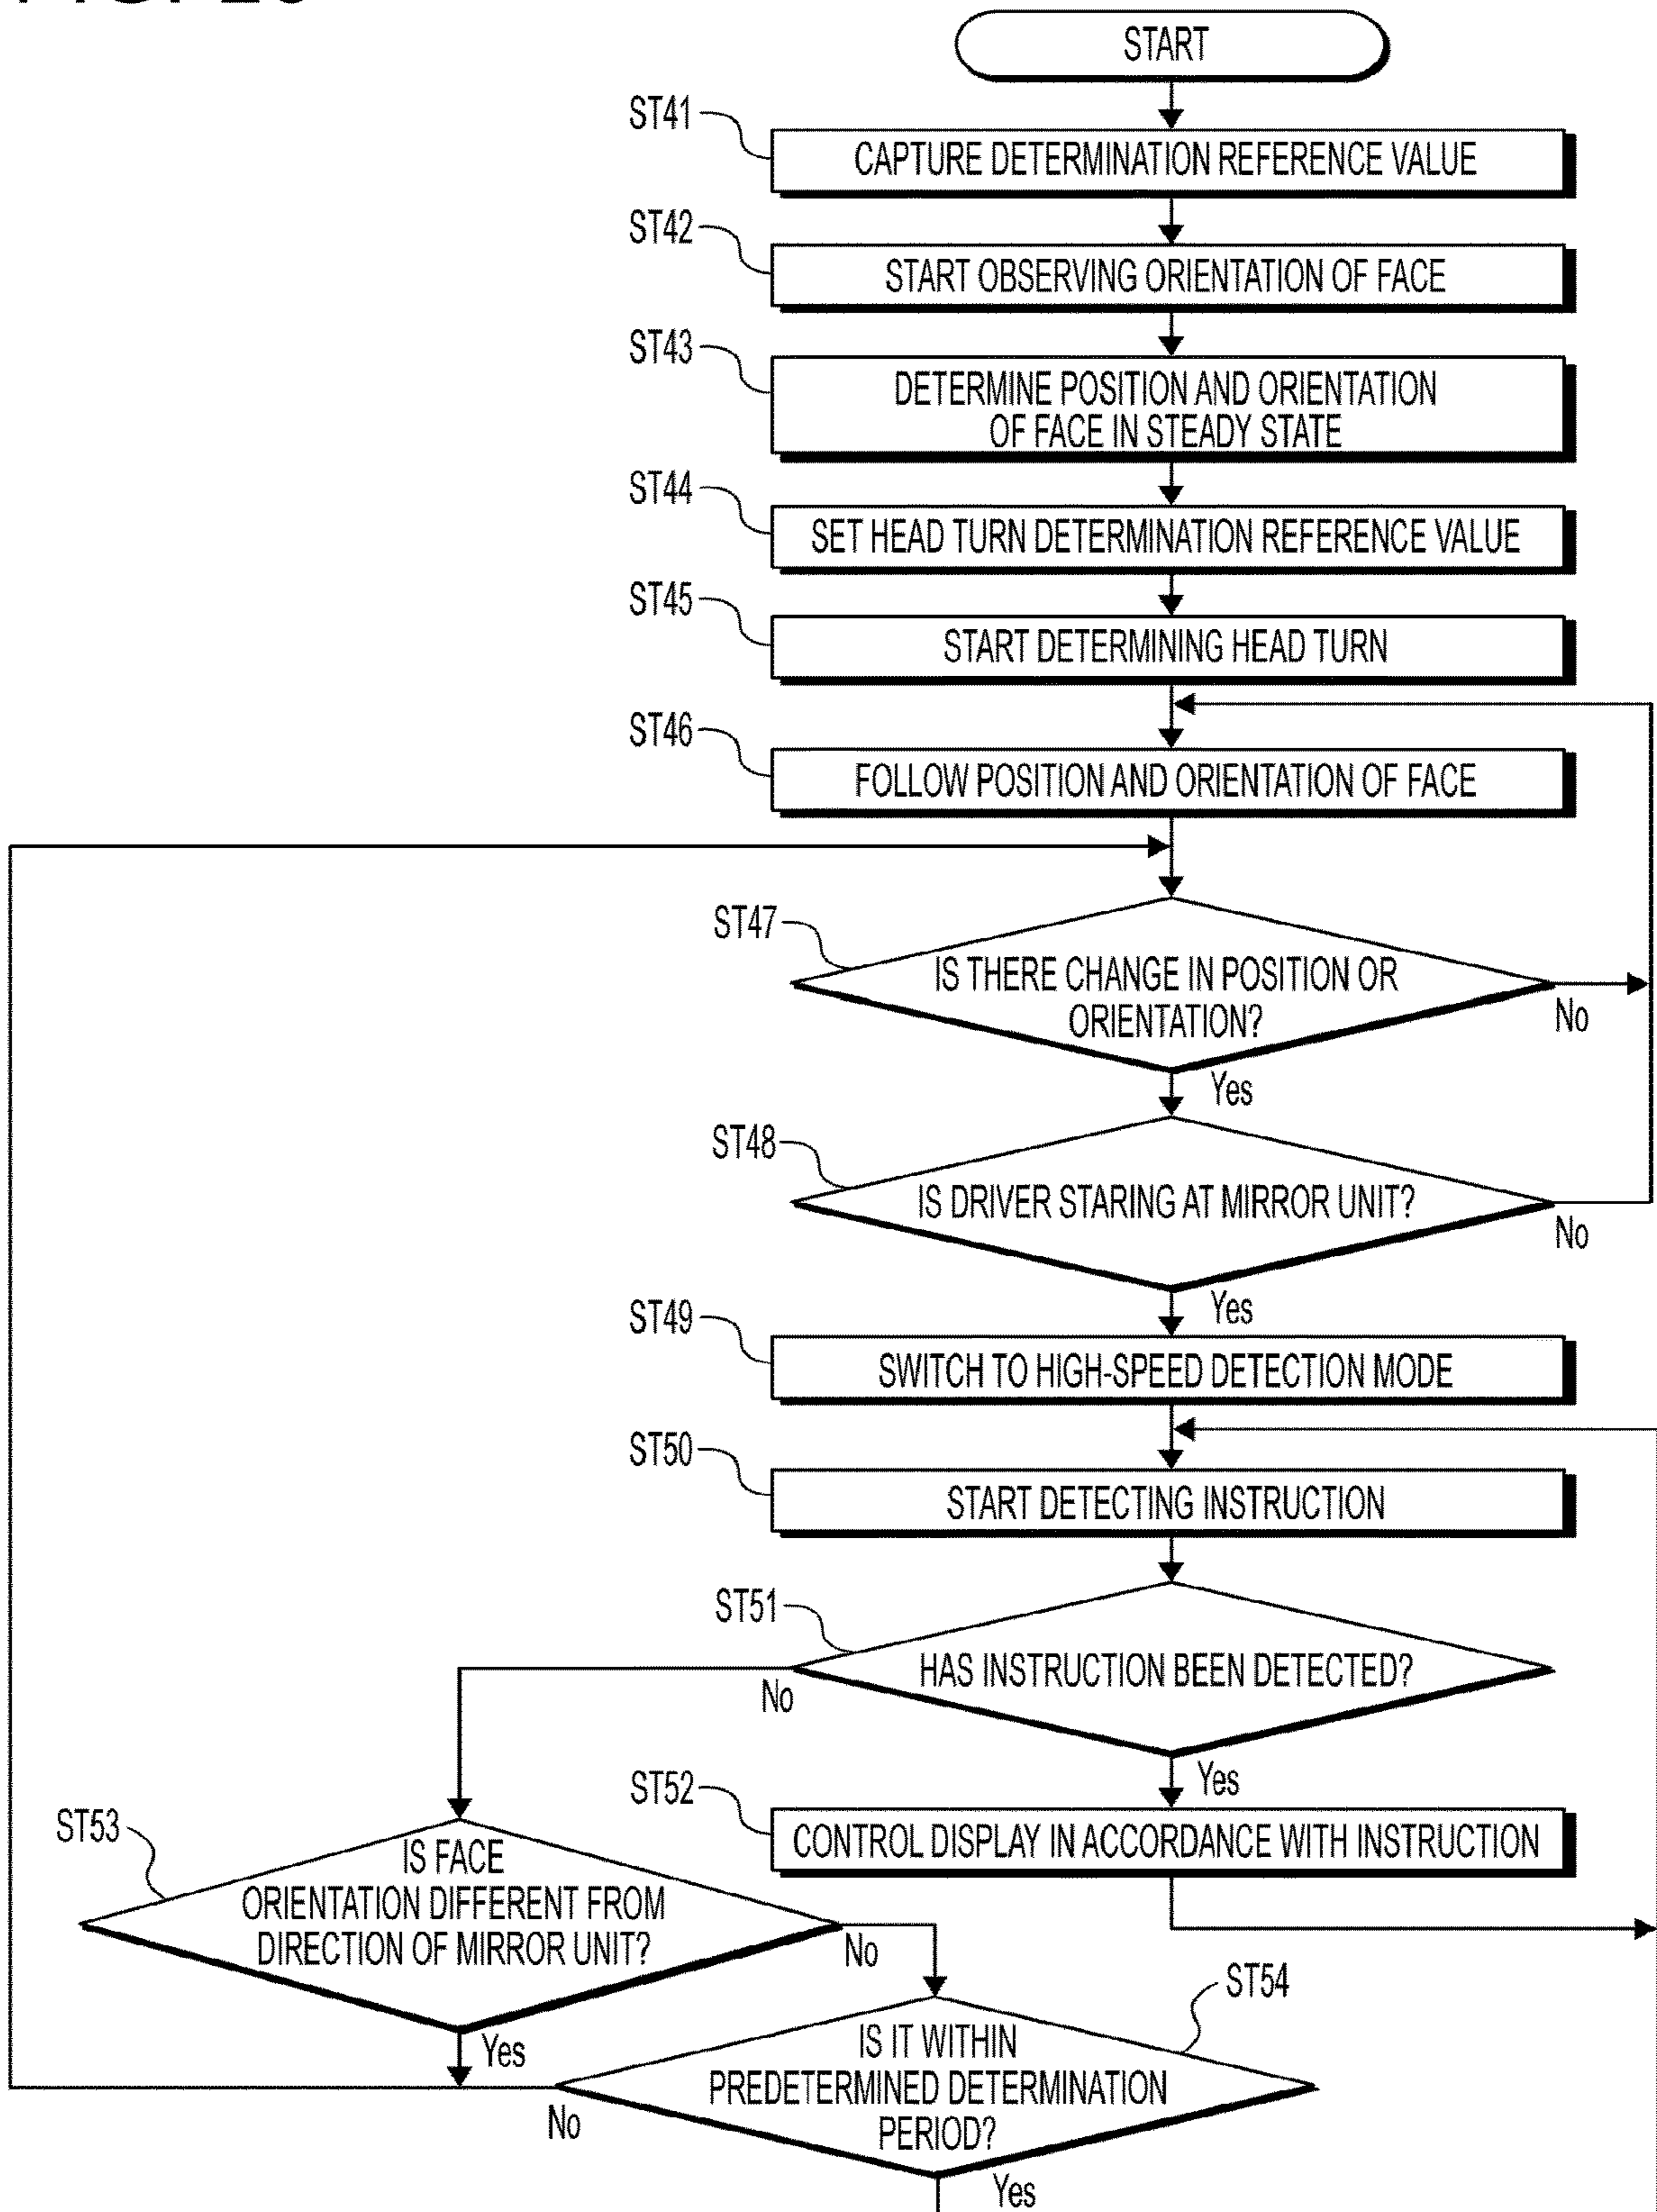 START
ST41
CAPTURE DETERMINATION REFERENCE VALUE
ST42
START OBSERVING ORIENTATION OF FACE
ST43
DETERMINE POSITION AND ORIENTATION
OF FACE IN STEADY STATE
ST44
SET HEAD TURN DETERMINATION REFERENCE VALUE
ST45
START DETERMINING HEAD TURN
ST46
FOLLOW POSITION AND ORIENTATION OF FACE
ST47
IS THERE CHANGE IN POSITION OR
ORIENTATION?
No
Yes
ST48
IS DRIVER STARING AT MIRROR UNIT?
No
Yes
ST49
SWITCH TO HIGH-SPEED DETECTION MODE
ST50
START DETECTING INSTRUCTION
ST51
HAS INSTRUCTION BEEN DETECTED?
No
Yes
ST52
CONTROL DISPLAY IN ACCORDANCE WITH INSTRUCTION
ST53
IS FACE
ORIENTATION DIFFERENT FROM
DIRECTION OF MIRROR UNIT?
No
Yes
ST54
IS IT WITHIN
PREDETERMINED DETERMINATION
PERIOD?
No
Yes